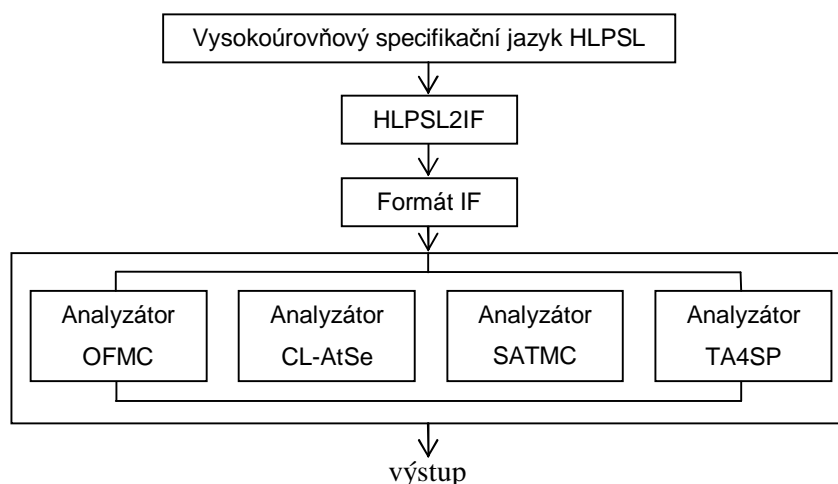 Vysokoúrovňový specifikační jazyk HLPSL
HLPSL2IF
Formát IF
Analyzátor
OFMC
Analyzátor
CL-AtSe
Analyzátor
SATMC
Analyzátor
TA4SP
výstup